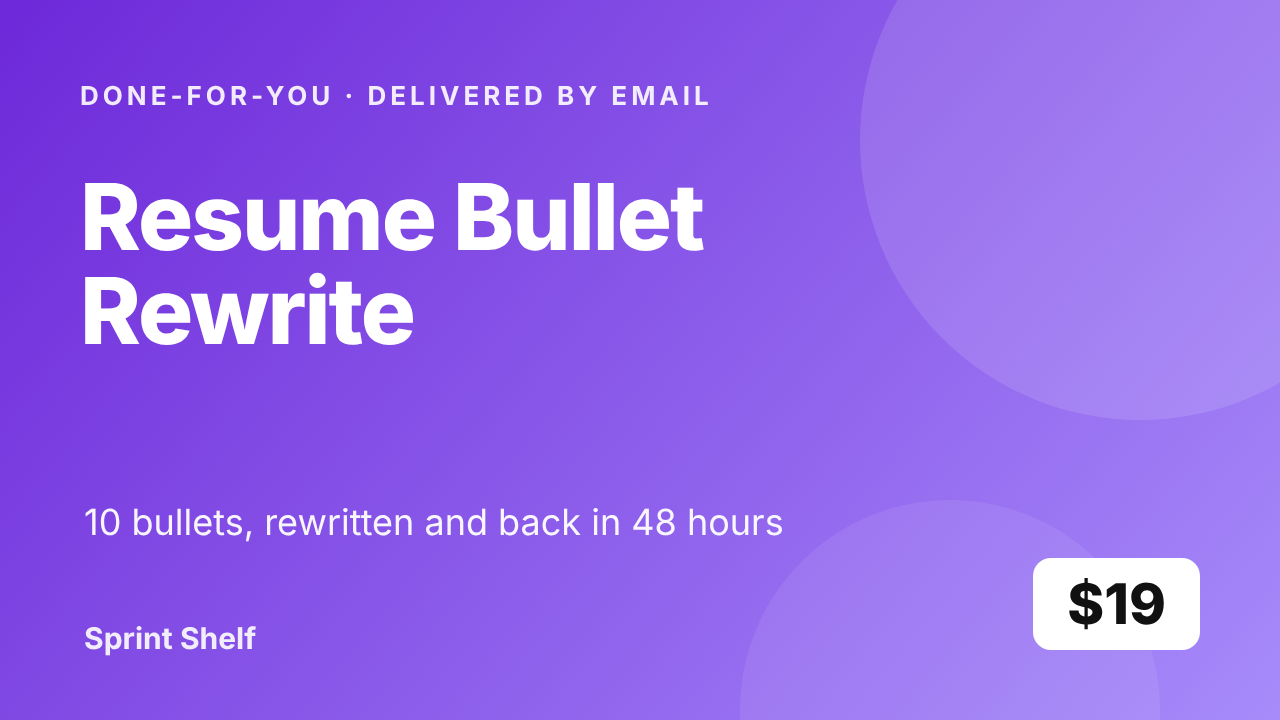 DONE-FOR-YOU · DELIVERED BY EMAIL
Resume Bullet
Rewrite
10 bullets, rewritten and back in 48 hours
$19
Sprint Shelf